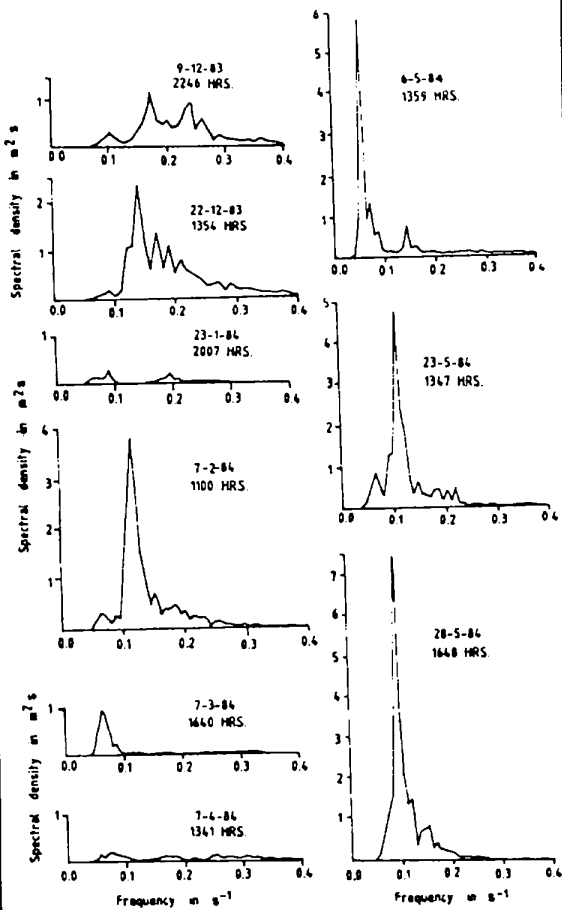 9-12-83
2246 HRS.
1
0.0 0.1 0.2 0.3 0.4
Spectral density in m²s
22-12-83
1354 HRS
2
1
0.0 0.1 0.2 0.3 0.4
23-1-84
2007 HRS.
1
0.0 0.1 0.2 0.3 0.4
Spectral density in m²s
7-2-84
1100 HRS.
4
3
2
1
0.0 0.1 0.2 0.3 0.4
7-3-84
1640 HRS.
1
0.0 0.1 0.2 0.3 0.4
Spectral density in m²s
7-4-84
1341 HRS.
1
0.0 0.1 0.2 0.3 0.4
Frequency in s⁻¹
6-5-84
1359 HRS.
6
5
4
3
2
1
0.0 0.1 0.2 0.3 0.4
23-5-84
1347 HRS.
5
4
3
2
1
0.0 0.1 0.2 0.3 0.4
28-5-84
1648 HRS.
7
6
5
4
3
2
1
0.0 0.1 0.2 0.3 0.4
Frequency in s⁻¹